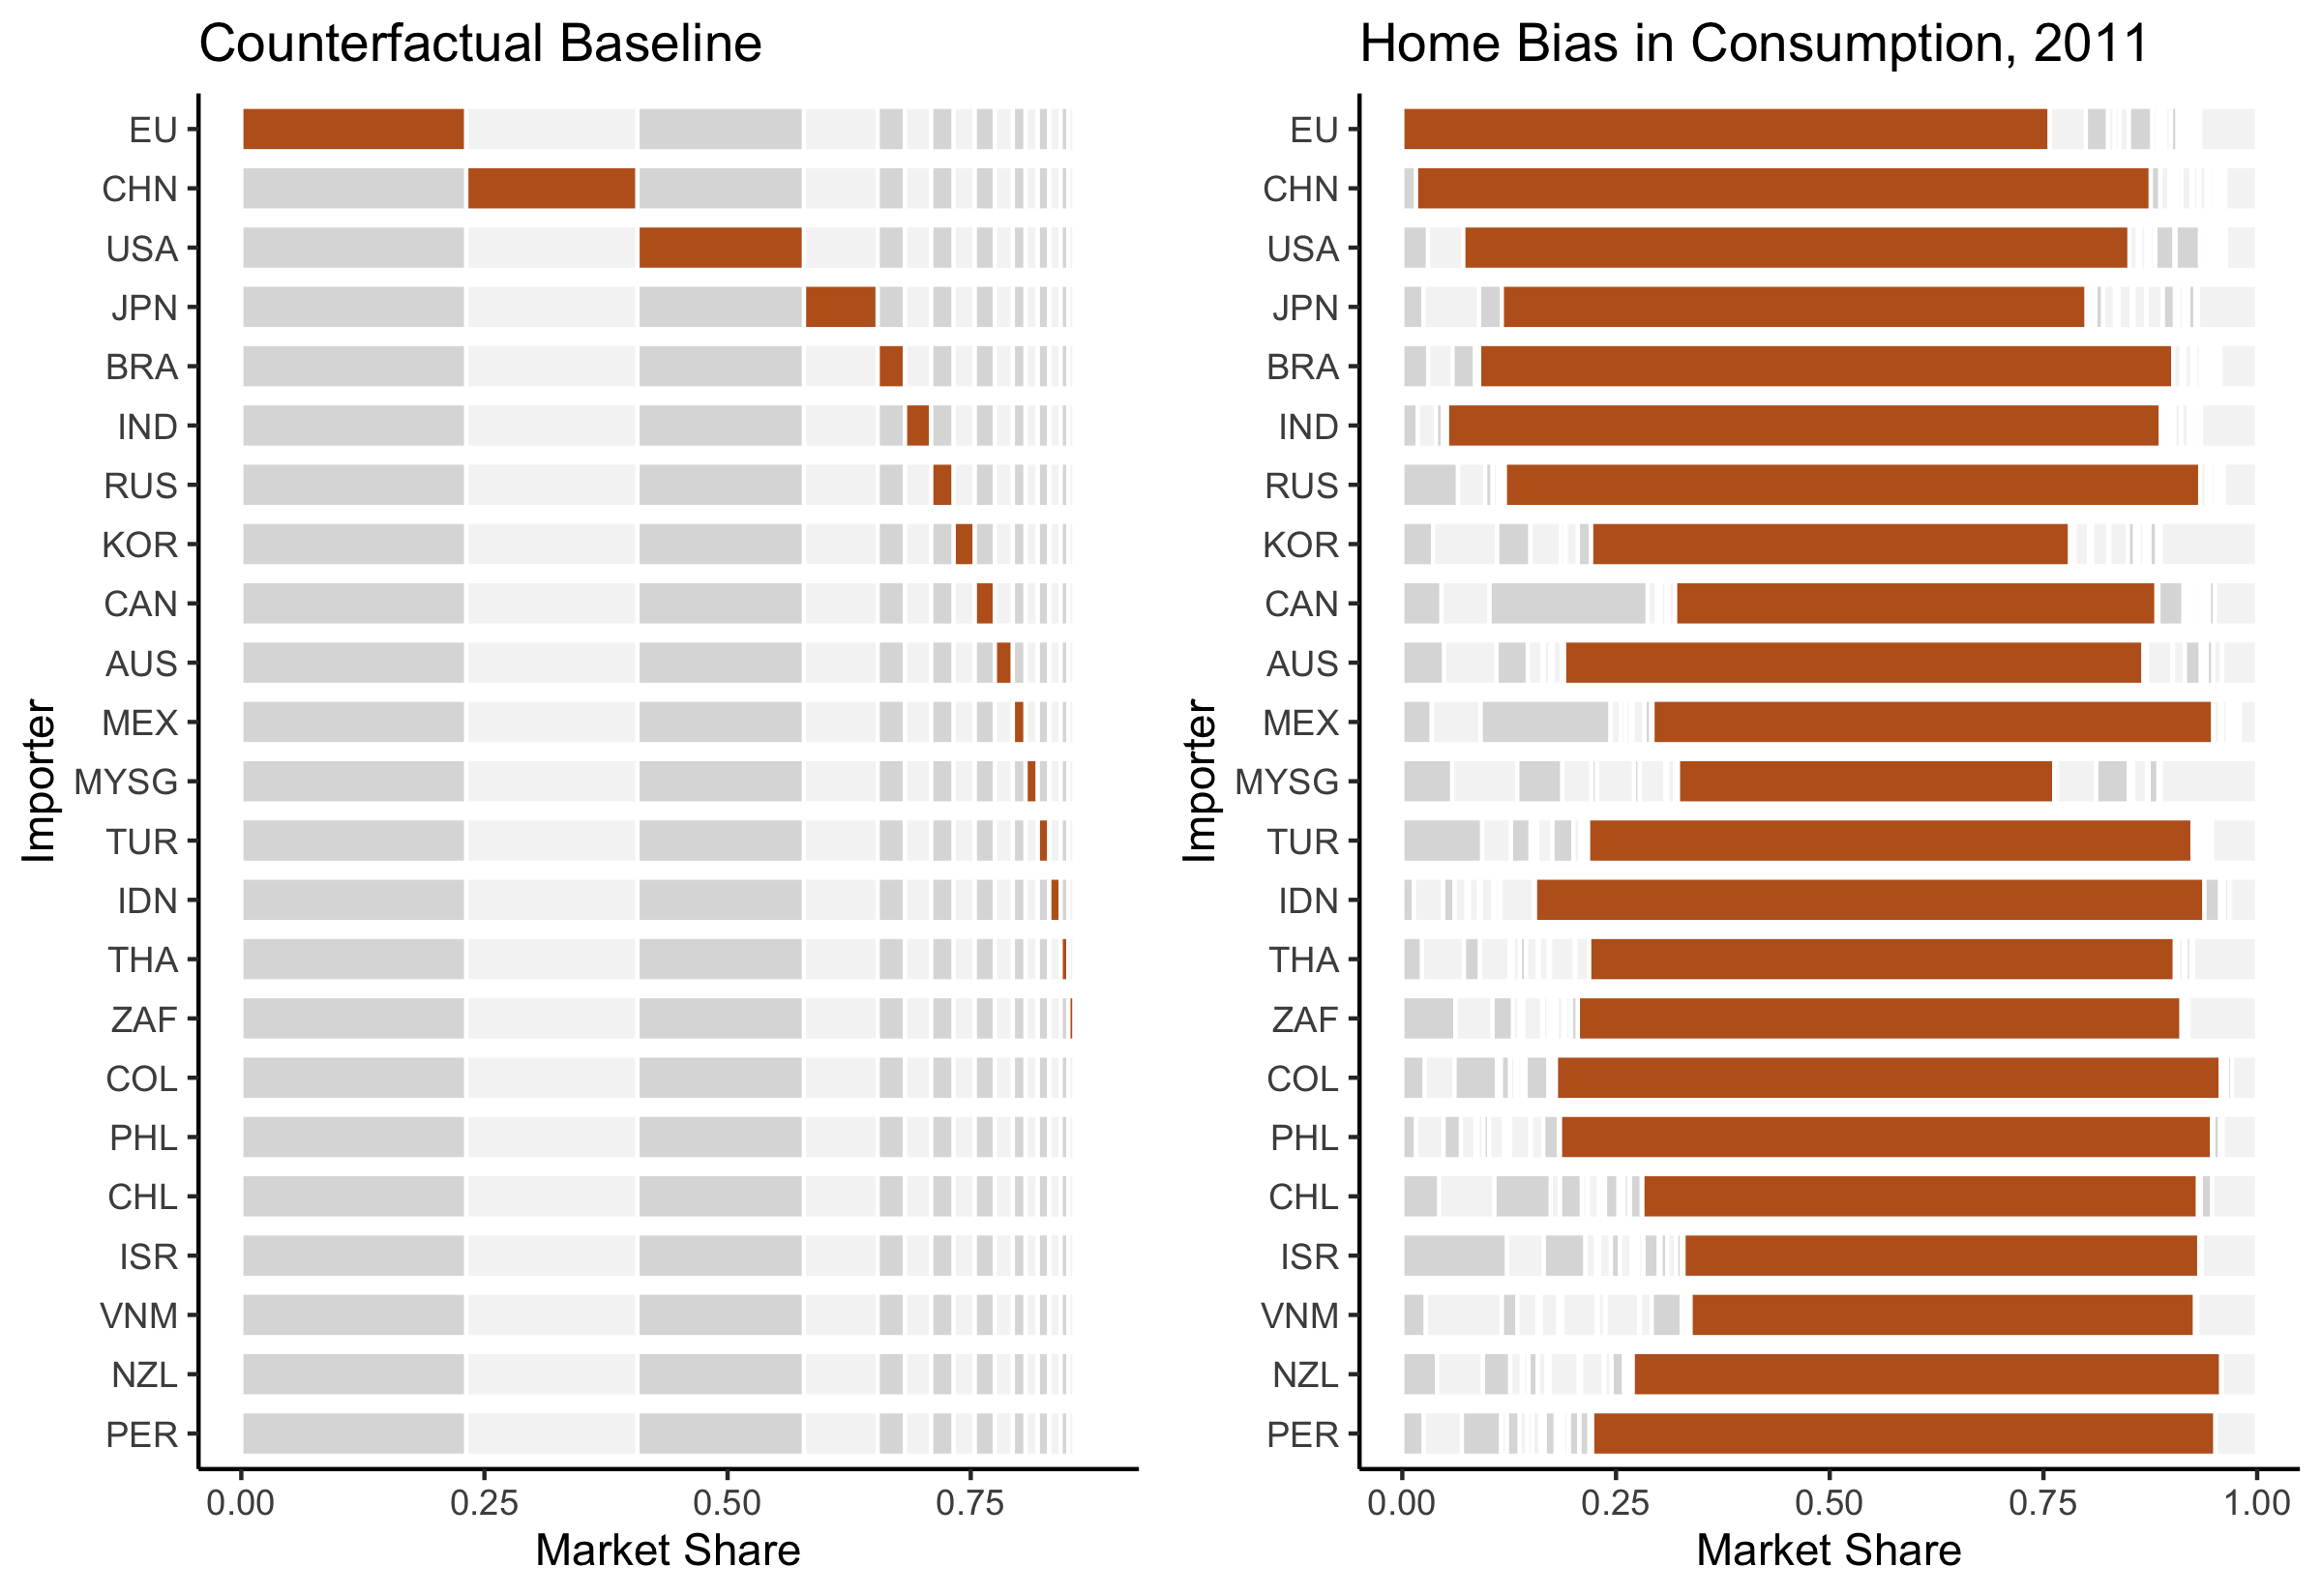 Counterfactual Baseline
Importer
EU
CHN
USA
JPN
BRA
IND
RUS
KOR
CAN
AUS
MEX
MYSG
TUR
IDN
THA
ZAF
COL
PHL
CHL
ISR
VNM
NZL
PER
0.00 0.25 0.50 0.75
Market Share
Home Bias in Consumption, 2011
Importer
EU
CHN
USA
JPN
BRA
IND
RUS
KOR
CAN
AUS
MEX
MYSG
TUR
IDN
THA
ZAF
COL
PHL
CHL
ISR
VNM
NZL
PER
0.00 0.25 0.50 0.75 1.00
Market Share